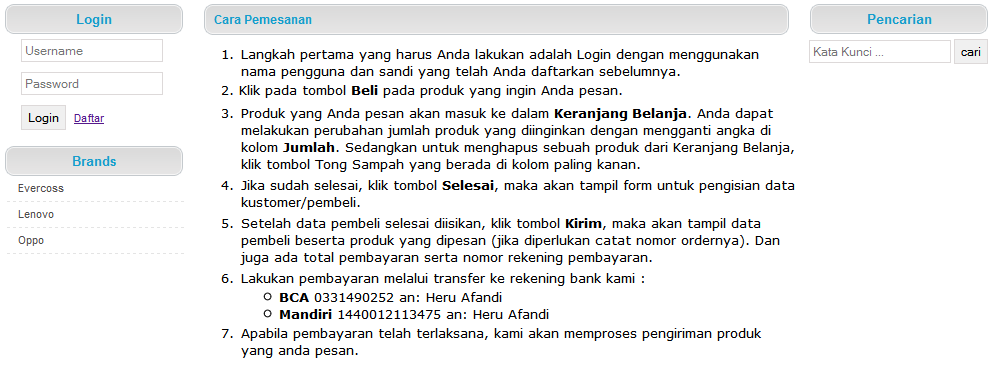 Login
Username
Password
Login Daftar
Brands
Evercoss
Lenovo
Oppo
Cara Pemesanan
1. Langkah pertama yang harus Anda lakukan adalah Login dengan menggunakan
nama pengguna dan sandi yang telah Anda daftarkan sebelumnya.
2. Klik pada tombol Beli pada produk yang ingin Anda pesan.
3. Produk yang Anda pesan akan masuk ke dalam Keranjang Belanja. Anda dapat
melakukan perubahan jumlah produk yang diinginkan dengan mengganti angka di
kolom Jumlah. Sedangkan untuk menghapus sebuah produk dari Keranjang Belanja,
klik tombol Tong Sampah yang berada di kolom paling kanan.
4. Jika sudah selesai, klik tombol Selesai, maka akan tampil form untuk pengisian data
kustomer/pembeli.
5. Setelah data pembeli selesai diisikan, klik tombol Kirim, maka akan tampil data
pembeli beserta produk yang dipesan (jika diperlukan catat nomor ordernya). Dan
juga ada total pembayaran serta nomor rekening pembayaran.
6. Lakukan pembayaran melalui transfer ke rekening bank kami :
BCA 0331490252 an: Heru Afandi
Mandiri 1440012113475 an: Heru Afandi
7. Apabila pembayaran telah terlaksana, kami akan memproses pengiriman produk
yang anda pesan.
Pencarian
Kata Kunci ... cari